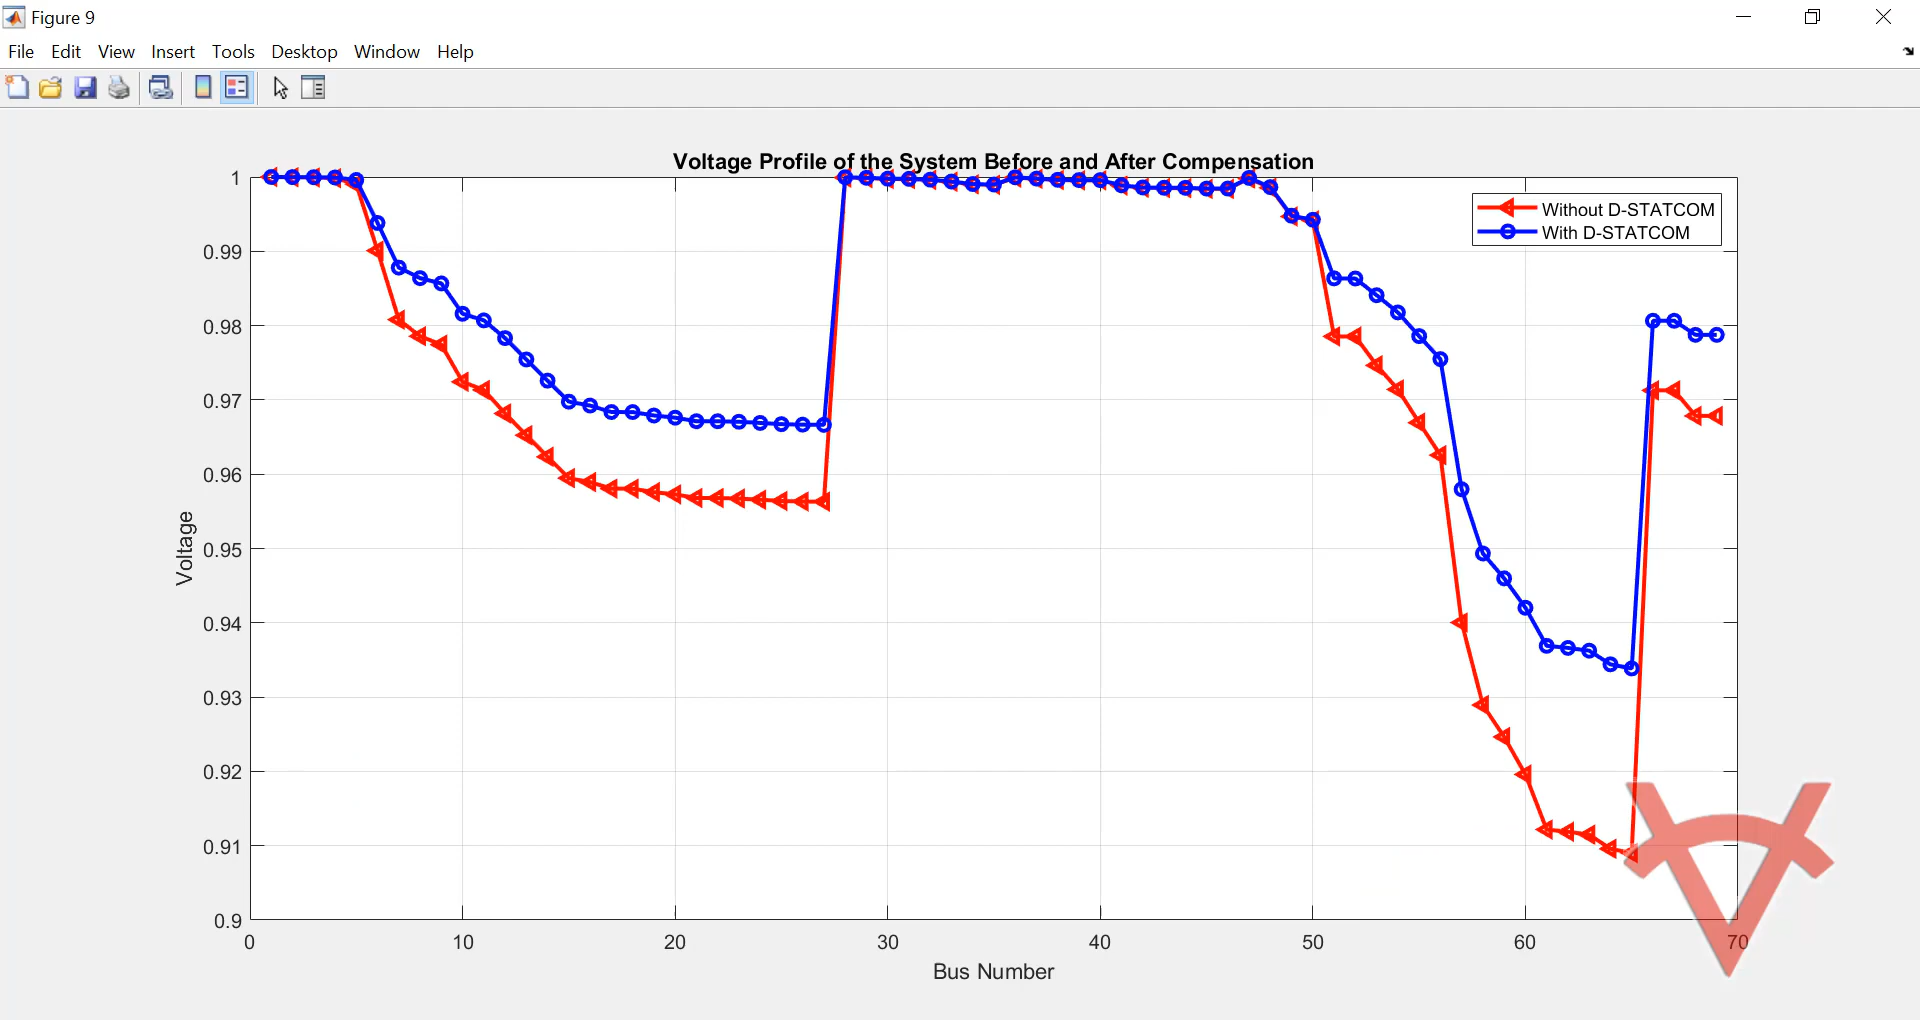 Figure 9
File Edit View Insert Tools Desktop Window Help
Voltage Profile of the System Before and After Compensation
Without D-STATCOM
With D-STATCOM
1
0.99
0.98
0.97
0.96
0.95
0.94
0.93
0.92
0.91
0.9
Voltage
0 10 20 30 40 50 60 70
Bus Number